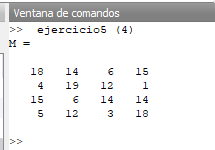 Ventana de comandos
>> ejercicio5 (4)
M =
18 14 6 15
4 19 12 1
15 6 14 14
5 12 3 18
>>